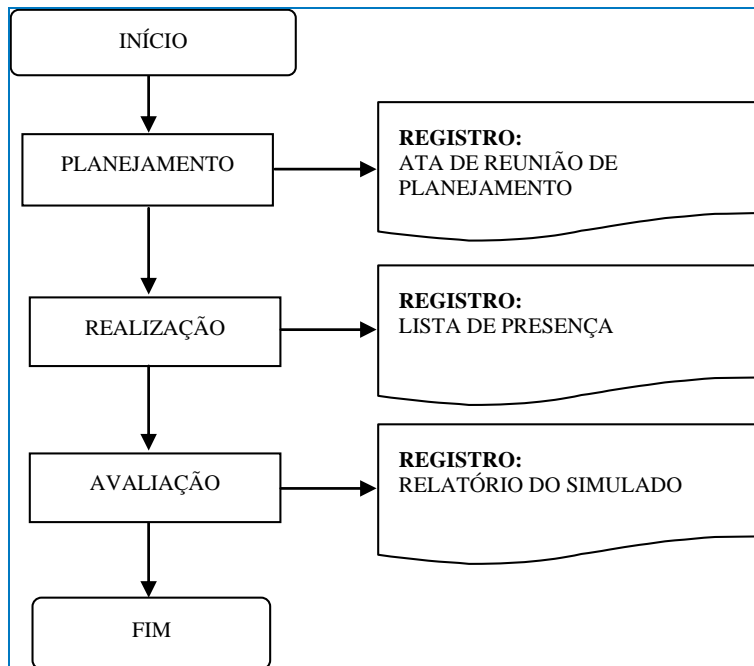 INÍCIO
PLANEJAMENTO
REGISTRO:
ATA DE REUNIÃO DE
PLANEJAMENTO
REALIZAÇÃO
REGISTRO:
LISTA DE PRESENÇA
AVALIAÇÃO
REGISTRO:
RELATÓRIO DO SIMULADO
FIM